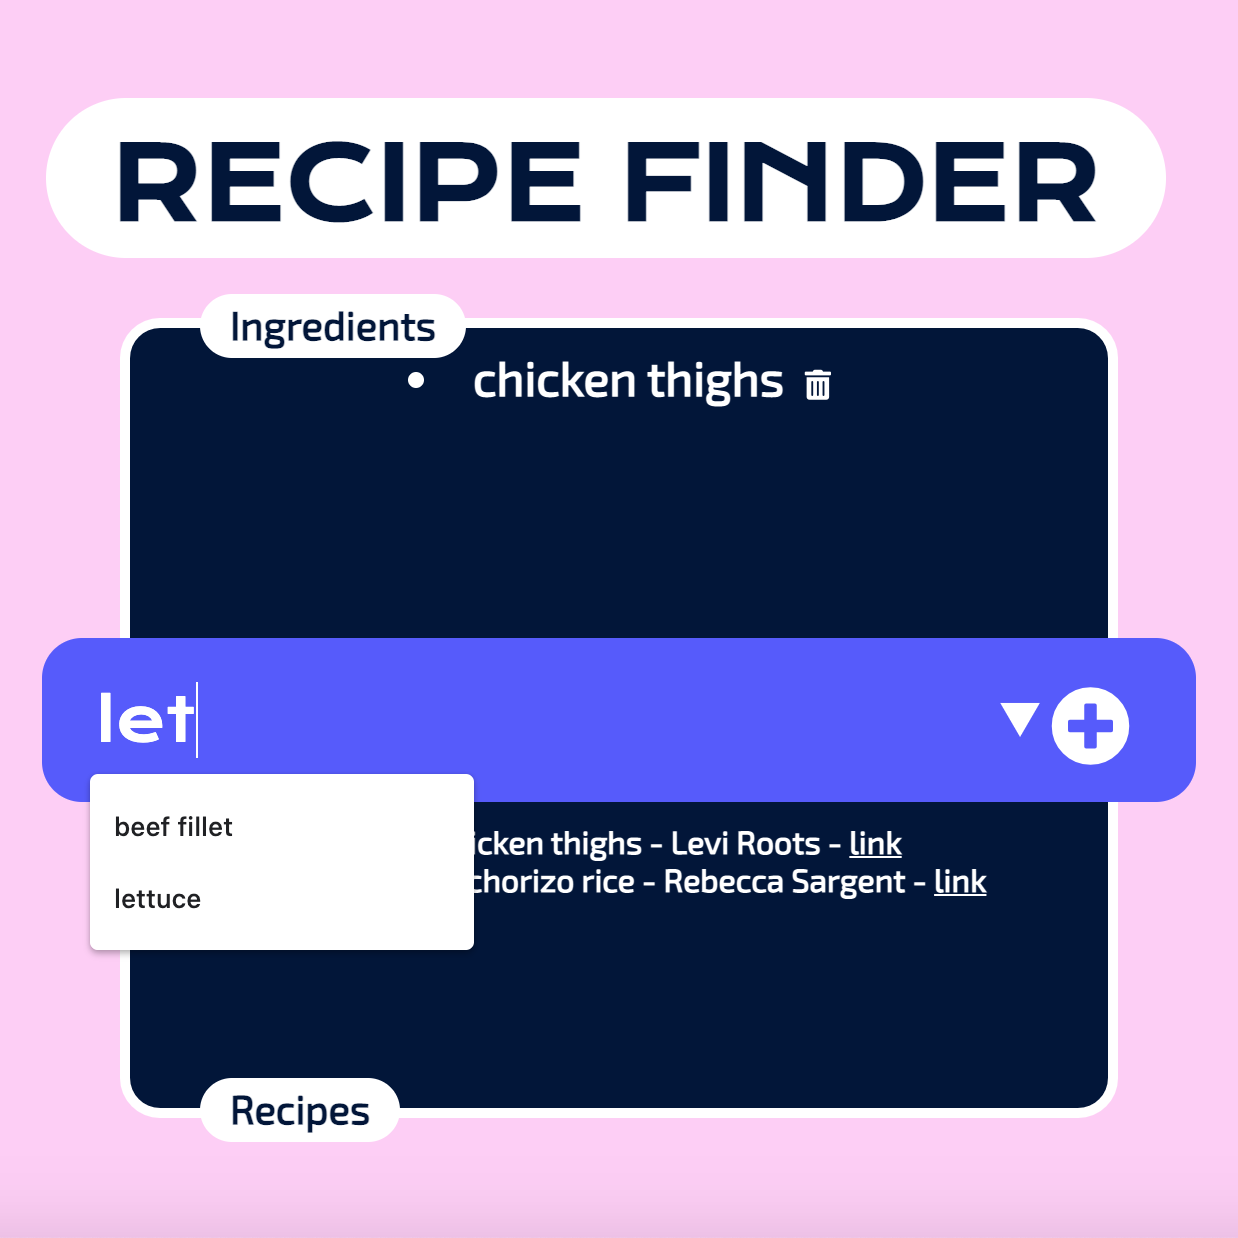 RECIPE FINDER
Ingredients
• chicken thighs
let
beef fillet
lettuce
thighs - Levi Roots - link
chorizo rice - Rebecca Sargent - link
Recipes